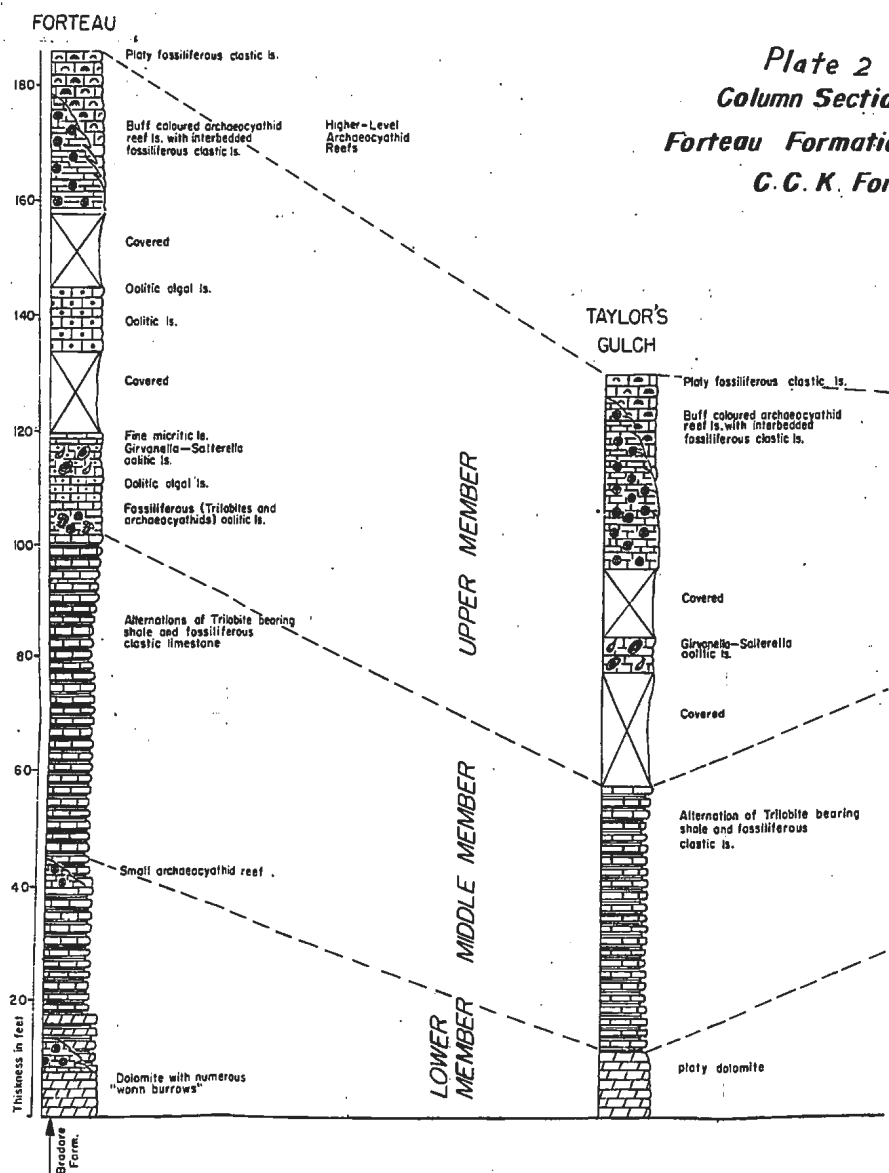 FORTEAU
Plate 2
Column Sectio
Forteau Formatio
C.C.K. For
180
160
140
120
100
80
60
40
20
Thiskness in feet
Bradore
Form.
Platy fossiliferous clastic ls.
Buff coloured archaeocyathid
reef ls. with interbedded
fossiliferous clastic ls.
Higher-Level
Archaeocyathid
Reefs
Covered
Oolitic algal ls.
Oolitic ls.
Covered
Fine micritic ls.
Girvanella-Salterella
oolitic ls.
Oolitic algal ls.
Fossiliferous (Trilobites and
archaeocyathids) oolitic ls.
Alternations of Trilobite bearing
shale and fossiliferous
clastic limestone
Small archaeocyathid reef
Dolomite with numerous
"worm burrows"
UPPER MEMBER
MIDDLE MEMBER
LOWER
MEMBER
TAYLOR'S
GULCH
Platy fossiliferous clastic ls.
Buff coloured archaeocyathid
reef ls. with interbedded
fossiliferous clastic ls.
Covered
Girvanella-Salterella
oolitic ls.
Covered
Alternation of Trilobite bearing
shale and fossiliferous
clastic ls.
platy dolomite